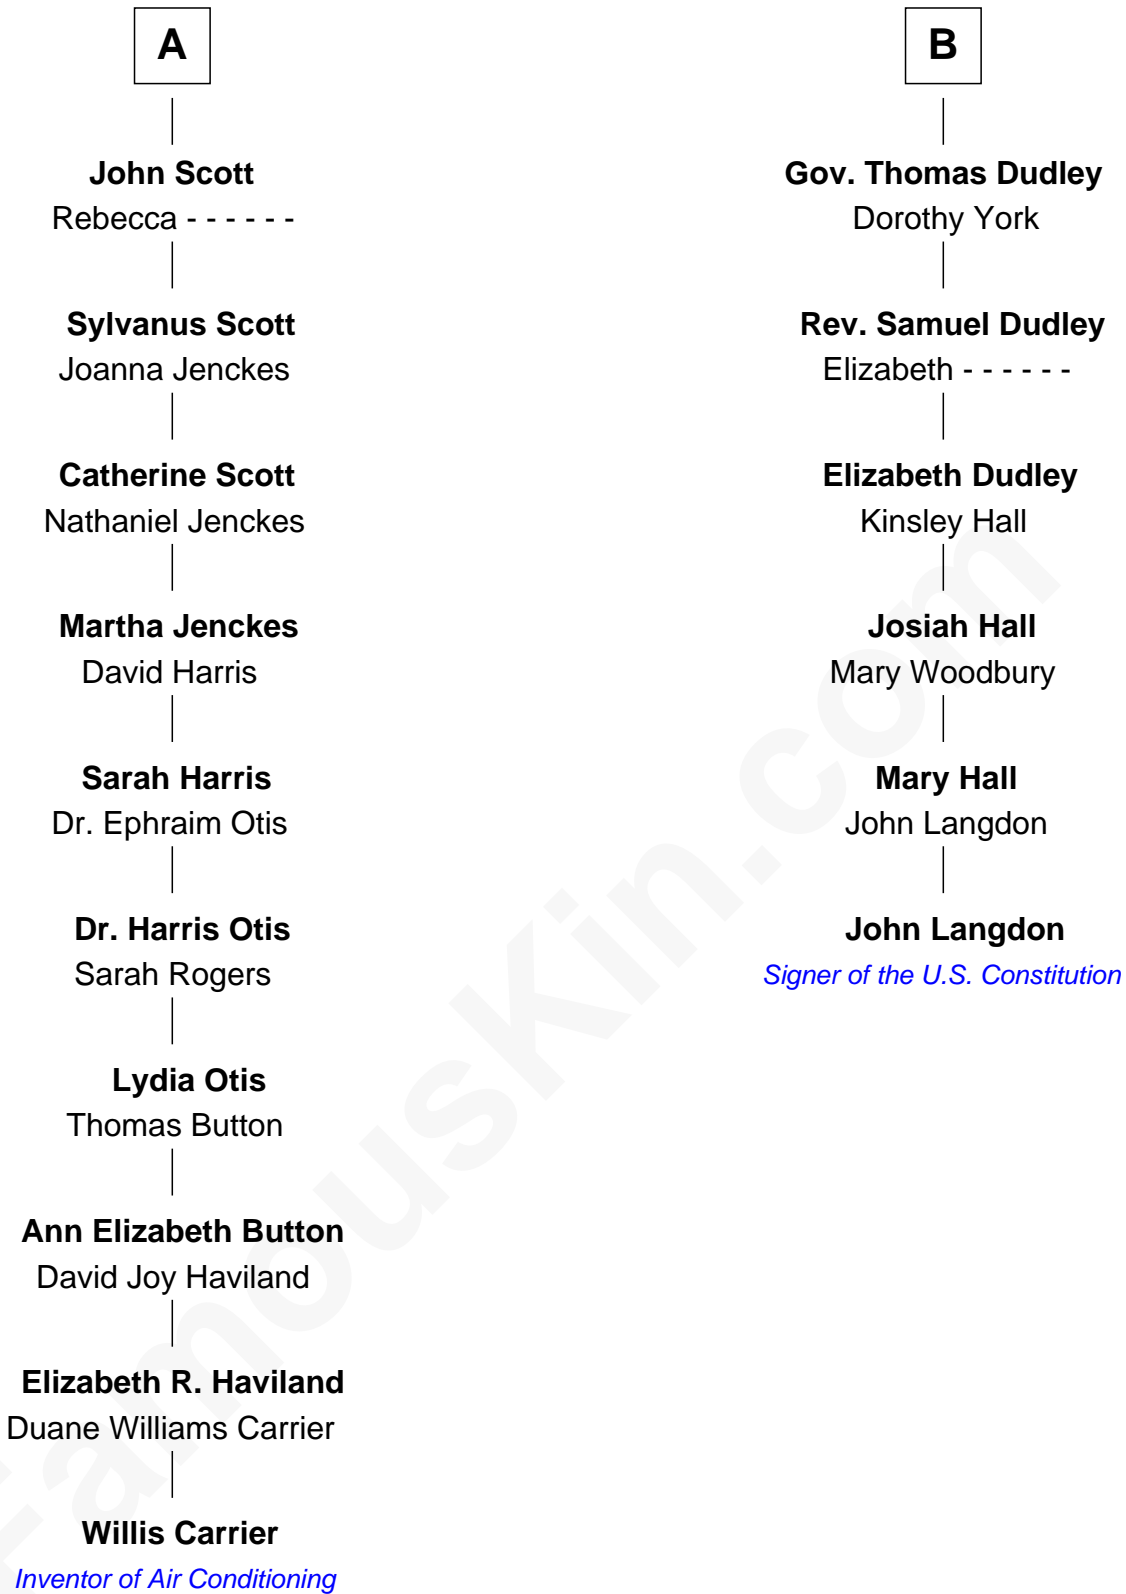 A
John Scott
Rebecca - - - - - -
Sylvanus Scott
Joanna Jenckes
Catherine Scott
Nathaniel Jenckes
Martha Jenckes
David Harris
Sarah Harris
Dr. Ephraim Otis
Dr. Harris Otis
Sarah Rogers
Lydia Otis
Thomas Button
Ann Elizabeth Button
David Joy Haviland
Elizabeth R. Haviland
Duane Williams Carrier
Willis Carrier
Inventor of Air Conditioning
B
Gov. Thomas Dudley
Dorothy York
Rev. Samuel Dudley
Elizabeth - - - - - -
Elizabeth Dudley
Kinsley Hall
Josiah Hall
Mary Woodbury
Mary Hall
John Langdon
John Langdon
Signer of the U.S. Constitution
FamousKin.com